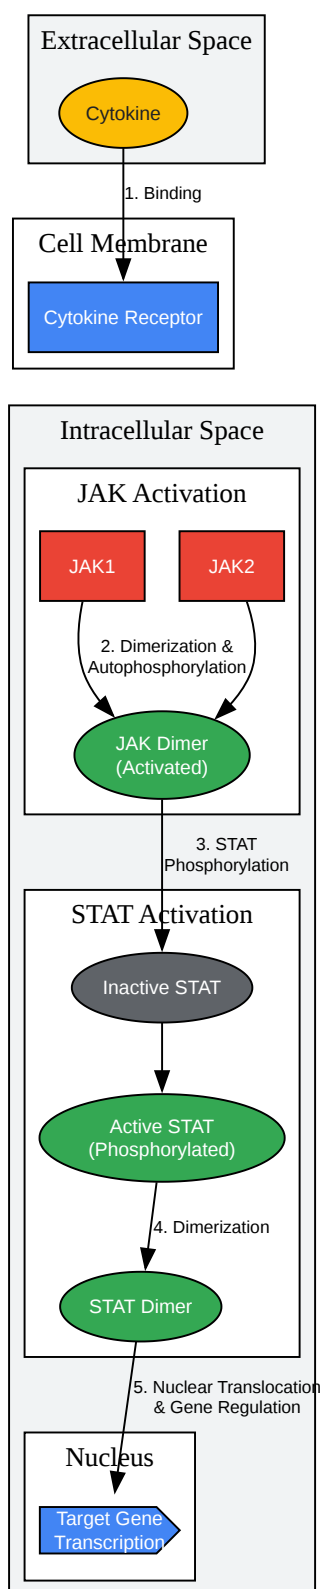 Extracellular Space
Cytokine
1. Binding
Cell Membrane
Cytokine Receptor
Intracellular Space
JAK Activation
JAK1
JAK2
2. Dimerization &
Autophosphorylation
JAK Dimer
(Activated)
3. STAT
Phosphorylation
STAT Activation
Inactive STAT
Active STAT
(Phosphorylated)
4. Dimerization
STAT Dimer
5. Nuclear Translocation
& Gene Regulation
Nucleus
Target Gene
Transcription